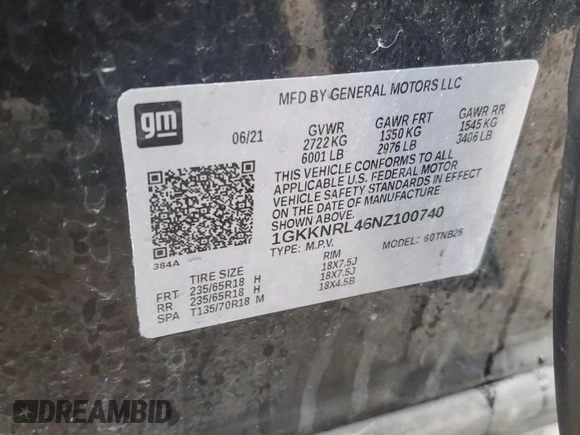 MFD BY GENERAL MOTORS LLC
gm
06/21
GVWR GAWR FRT GAWR RR
2722 KG 1350 KG 1545 KG
6001 LB 2976 LB 3406 LB
THIS VEHICLE CONFORMS TO ALL
APPLICABLE U.S. FEDERAL MOTOR
VEHICLE SAFETY STANDARDS IN EFFECT
ON THE DATE OF MANUFACTURE
SHOWN ABOVE.
1GKKNRL46NZ100740
TYPE: M.P.V. MODEL: 60TNB26
384A
TIRE SIZE RIM
FRT 235/65R18 H 18X7.5J
RR 235/65R18 H 18X7.5J
SPA T135/70R18 M 18X4.5B
DREAMBID